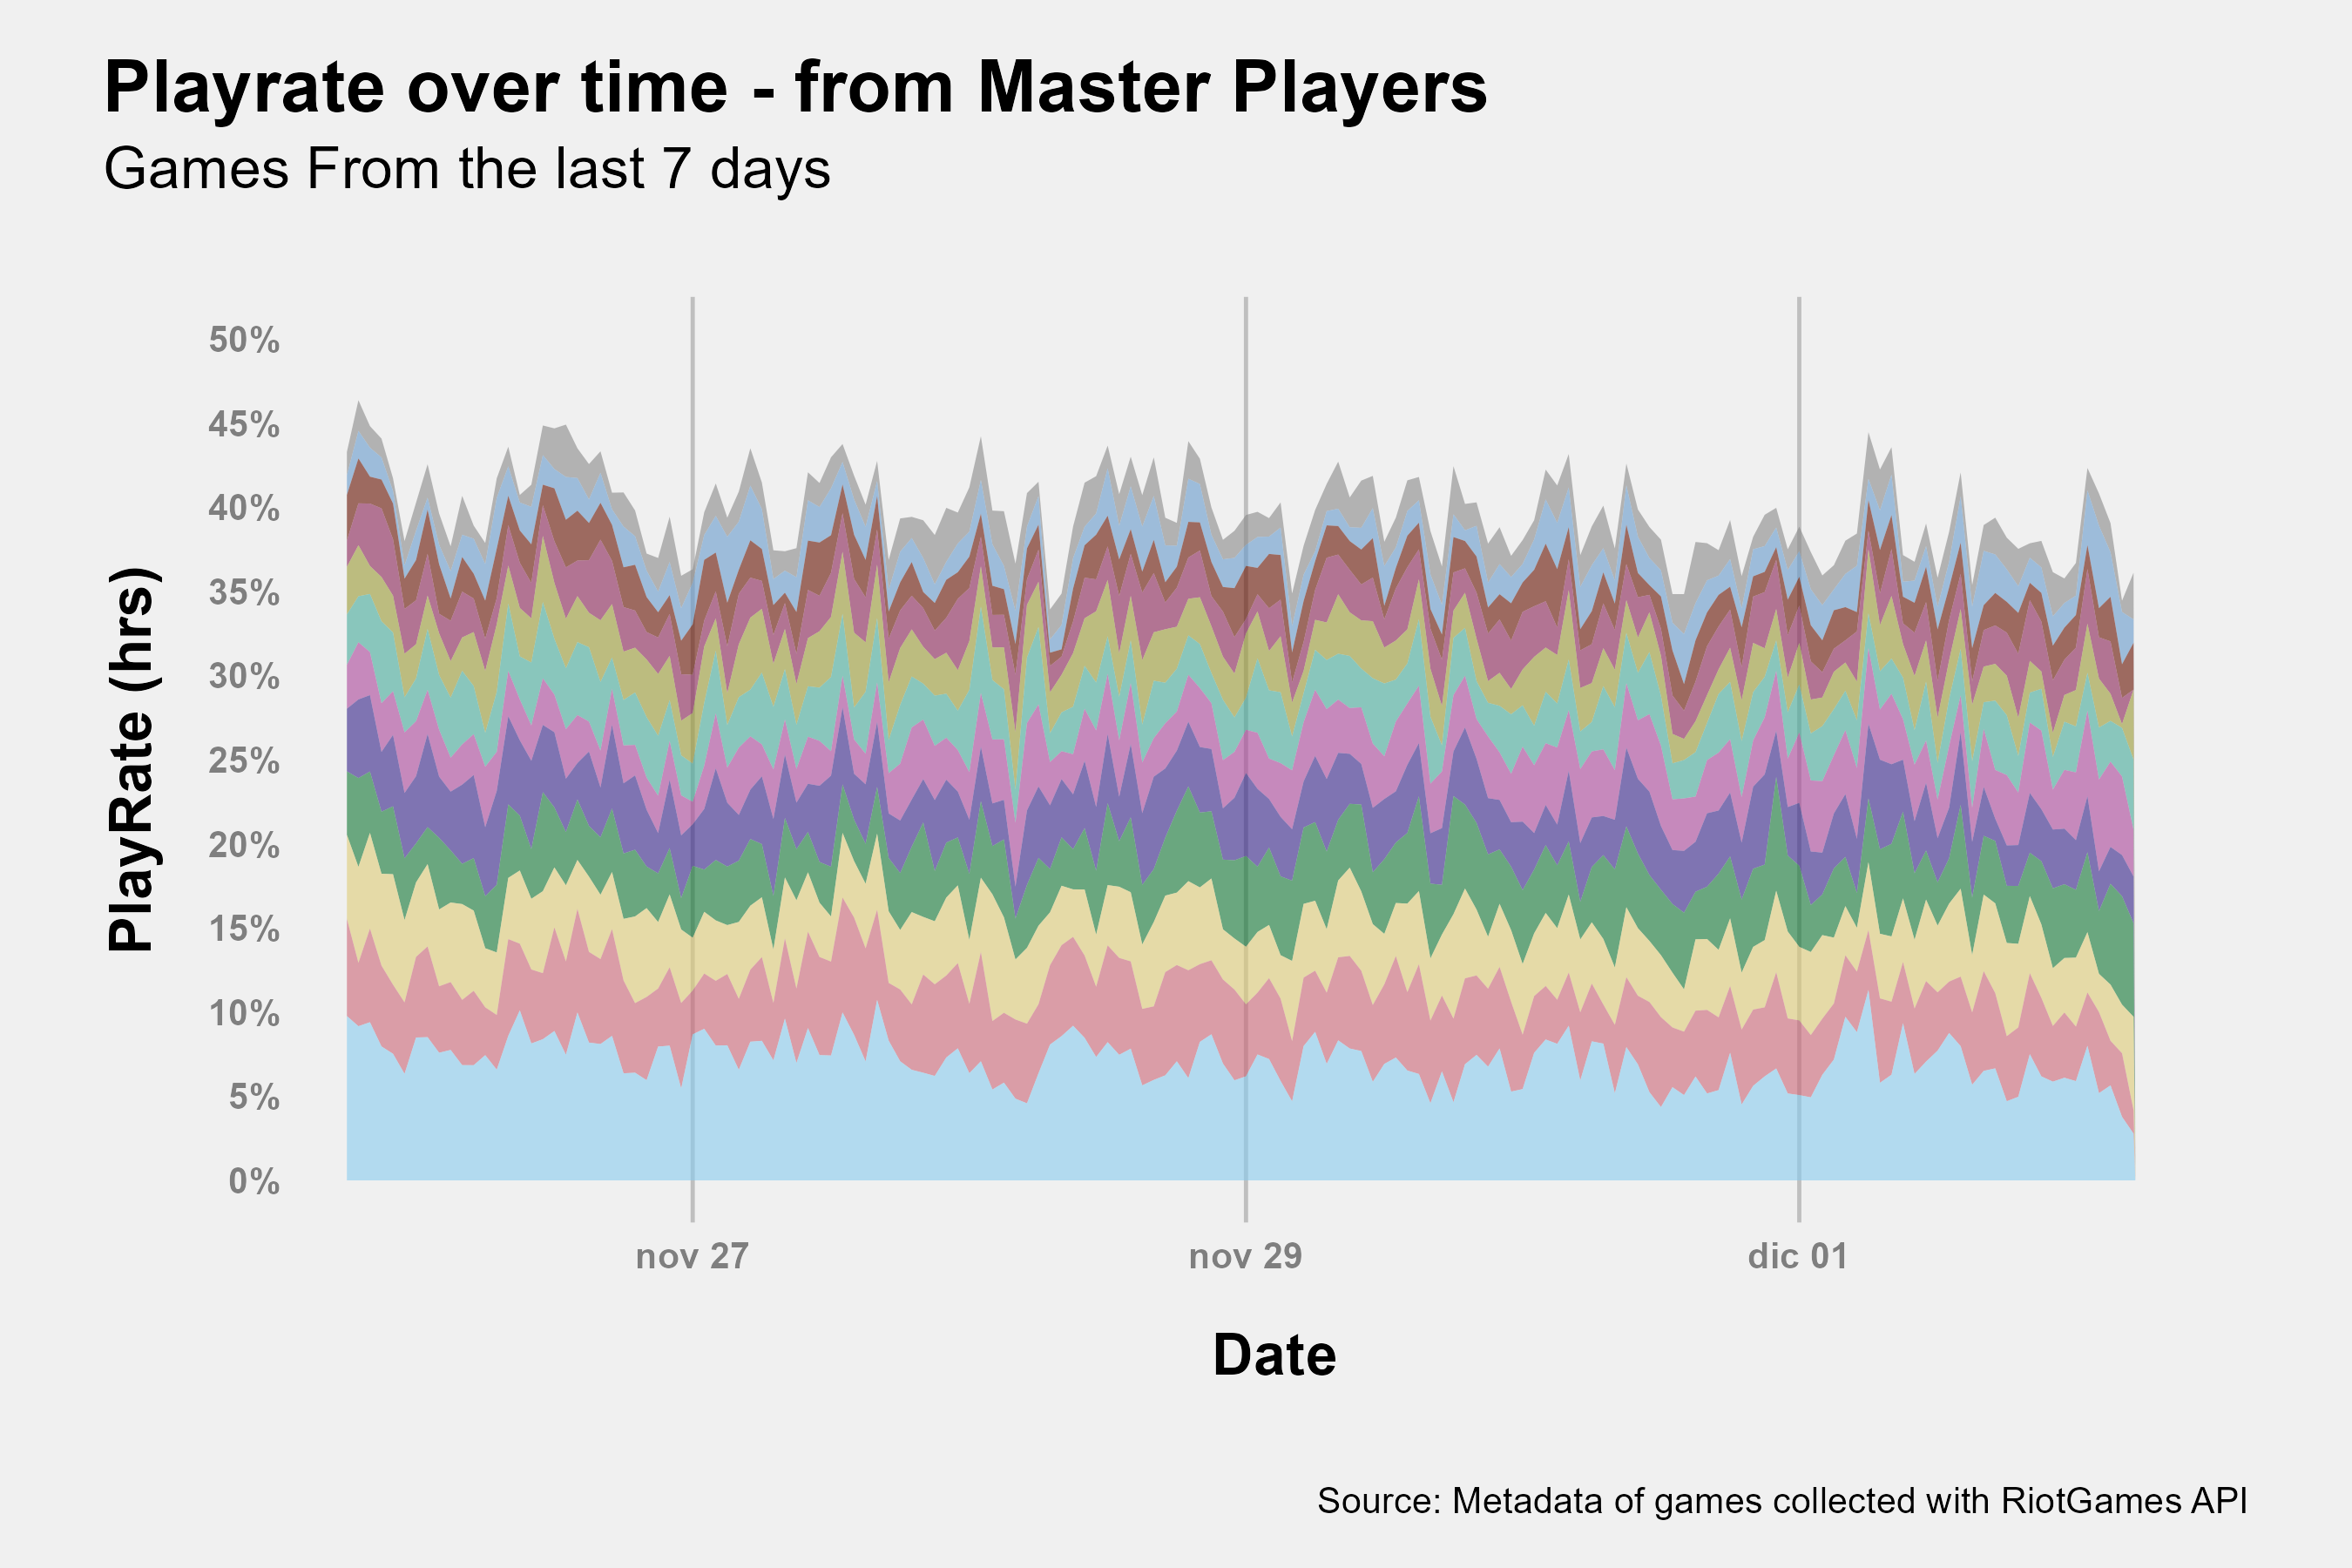 Playrate over time - from Master Players
Games From the last 7 days
PlayRate (hrs)
50%
45%
40%
35%
30%
25%
20%
15%
10%
5%
0%
nov 27
nov 29
dic 01
Date
Source: Metadata of games collected with RiotGames API